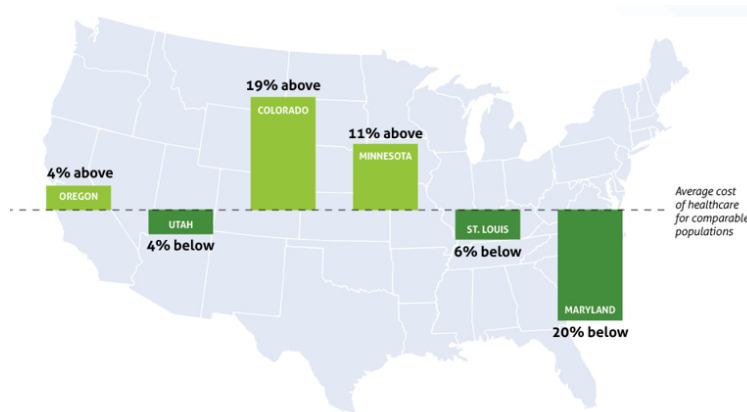 19% above
COLORADO
11% above
MINNESOTA
4% above
OREGON
Average cost
of healthcare
for comparable
populations
UTAH
4% below
ST. LOUIS
6% below
MARYLAND
20% below